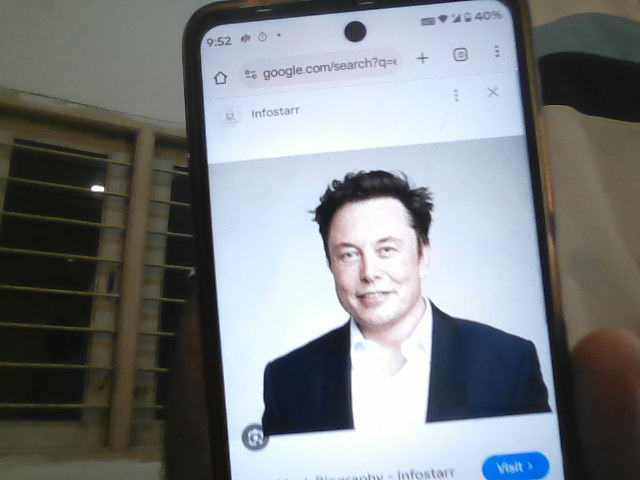 9:52
40%
google.com/search?q=
Infostarr
Biography - Infostarr
Visit >